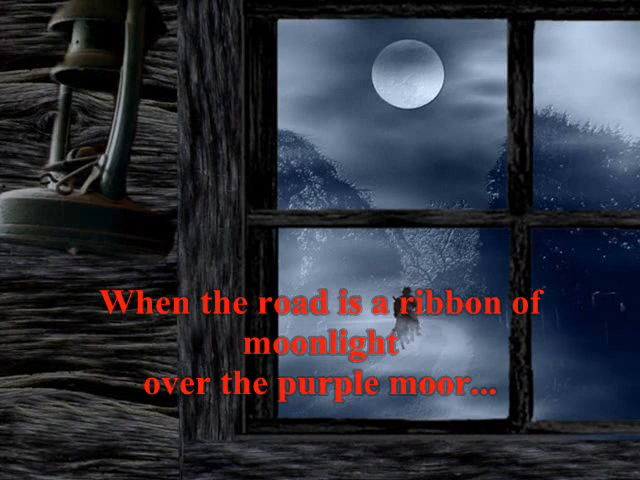 When the road is a ribbon of
moonlight
over the purple moor...